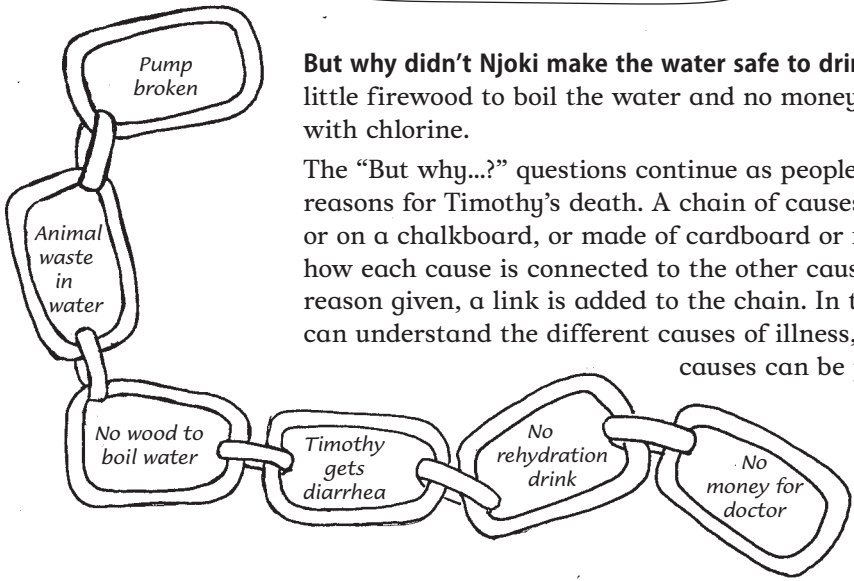 Pump
broken
But why didn't Njoki make the water safe to
little firewood to boil the water and no money
with chlorine.
The "But why...?" questions continue as people
reasons for Timothy's death. A chain of causes
or on a chalkboard, or made of cardboard or
how each cause is connected to the other
reason given, a link is added to the chain. In
can understand the different causes of illness,
causes can be
Animal
waste
in
water
No wood to
boil water
Timothy
gets
diarrhea
No
rehydration
drink
No
money for
doctor